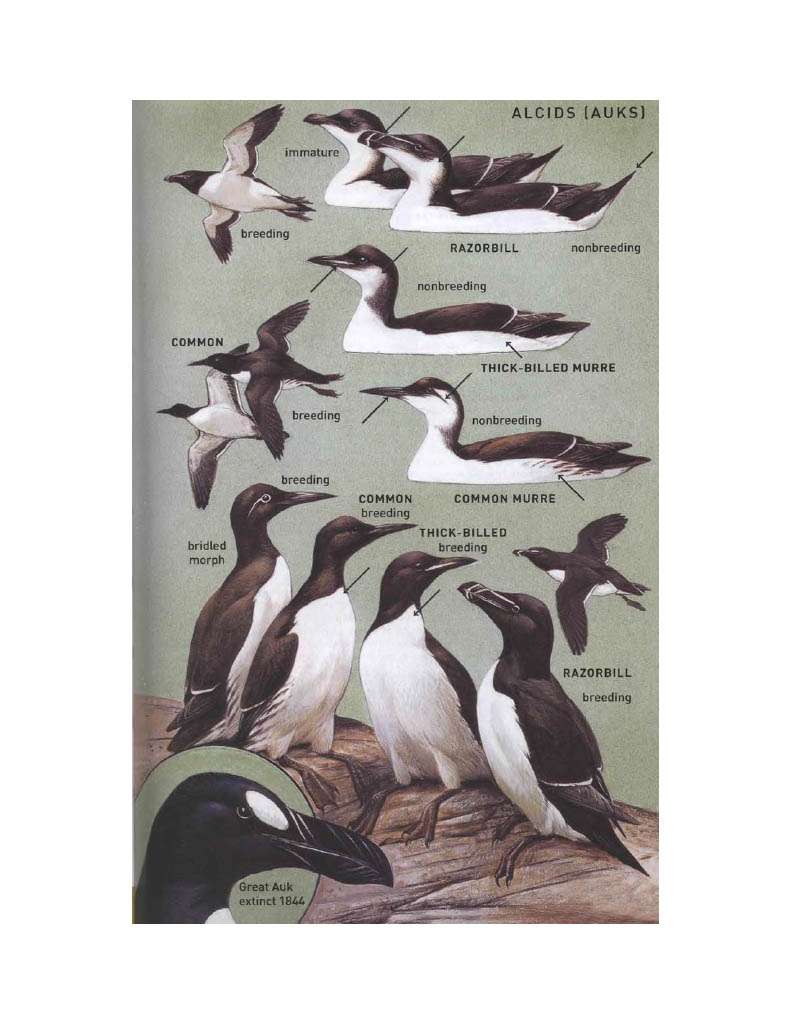 ALCIDS (AUKS)
immature
breeding
RAZORBILL
nonbreeding
nonbreeding
COMMON
THICK-BILLED MURRE
breeding
nonbreeding
breeding
COMMON
breeding
COMMON MURRE
THICK-BILLED
breeding
bridled
morph
RAZORBILL
breeding
Great Auk
extinct 1844